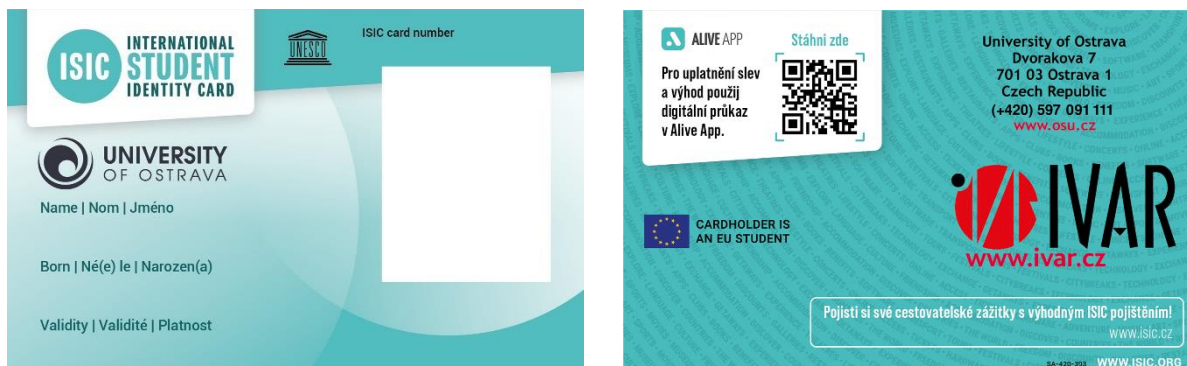 INTERNATIONAL
ISIC STUDENT
IDENTITY CARD
UNESCO
ISIC card number
UNIVERSITY
OF OSTRAVA
Name | Nom | Jméno
Born | Né(e) le | Narozen(a)
Validity | Validité | Platnost
ALIVE APP
Stáhni zde
Pro uplatnění slev
a výhod použij
digitální průkaz
v Alive App.
University of Ostrava
Dvorakova 7
701 03 Ostrava 1
Czech Republic
(+420) 597 091 111
www.osu.cz
CARDHOLDER IS
AN EU STUDENT
IVAR
www.ivar.cz
Pojisti si své cestovatelské zážitky s výhodným ISIC pojištěním!
www.isic.cz
SA-420-203 WWW.ISIC.ORG